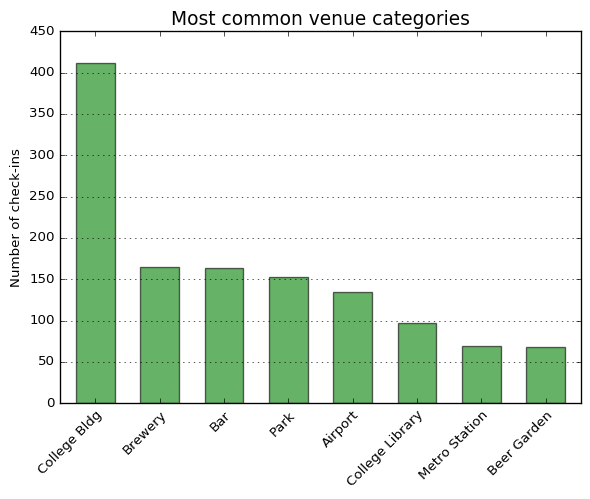 Most common venue categories
450
400
350
300
250
200
150
100
50
0
Number of check-ins
College Bldg
Brewery
Bar
Park
Airport
College Library
Metro Station
Beer Garden